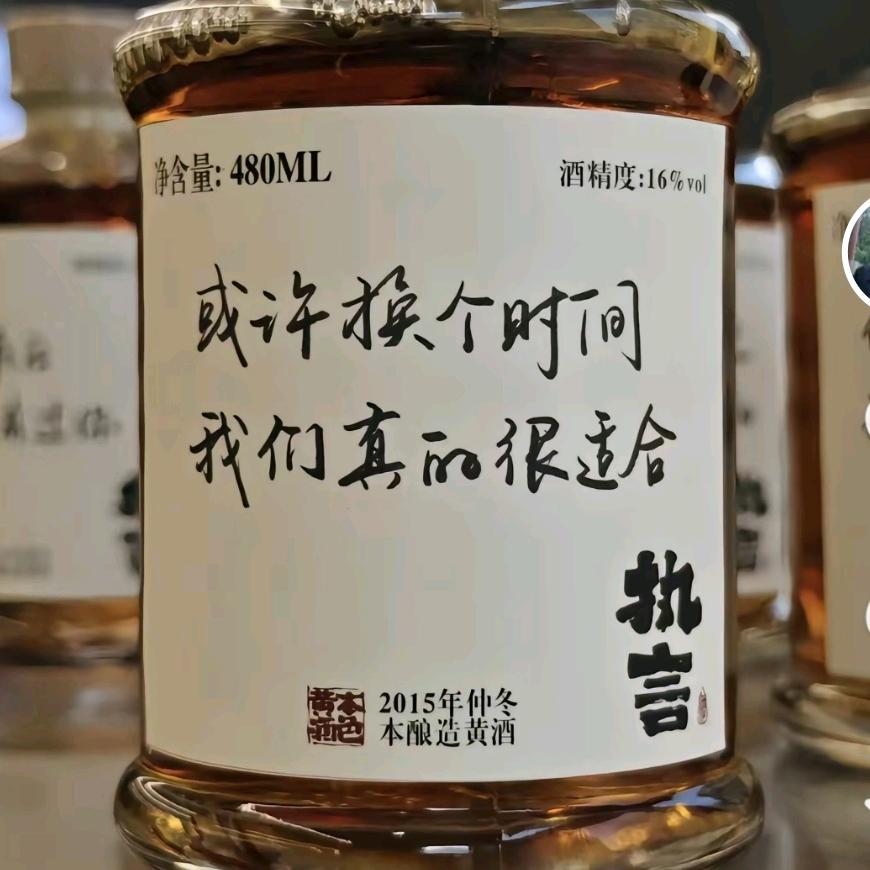 净含量: 480ML
酒精度:16%vol
或许换个时间
我们真的很适合
执言
本色黄酒
2015年仲冬
本酿造黄酒